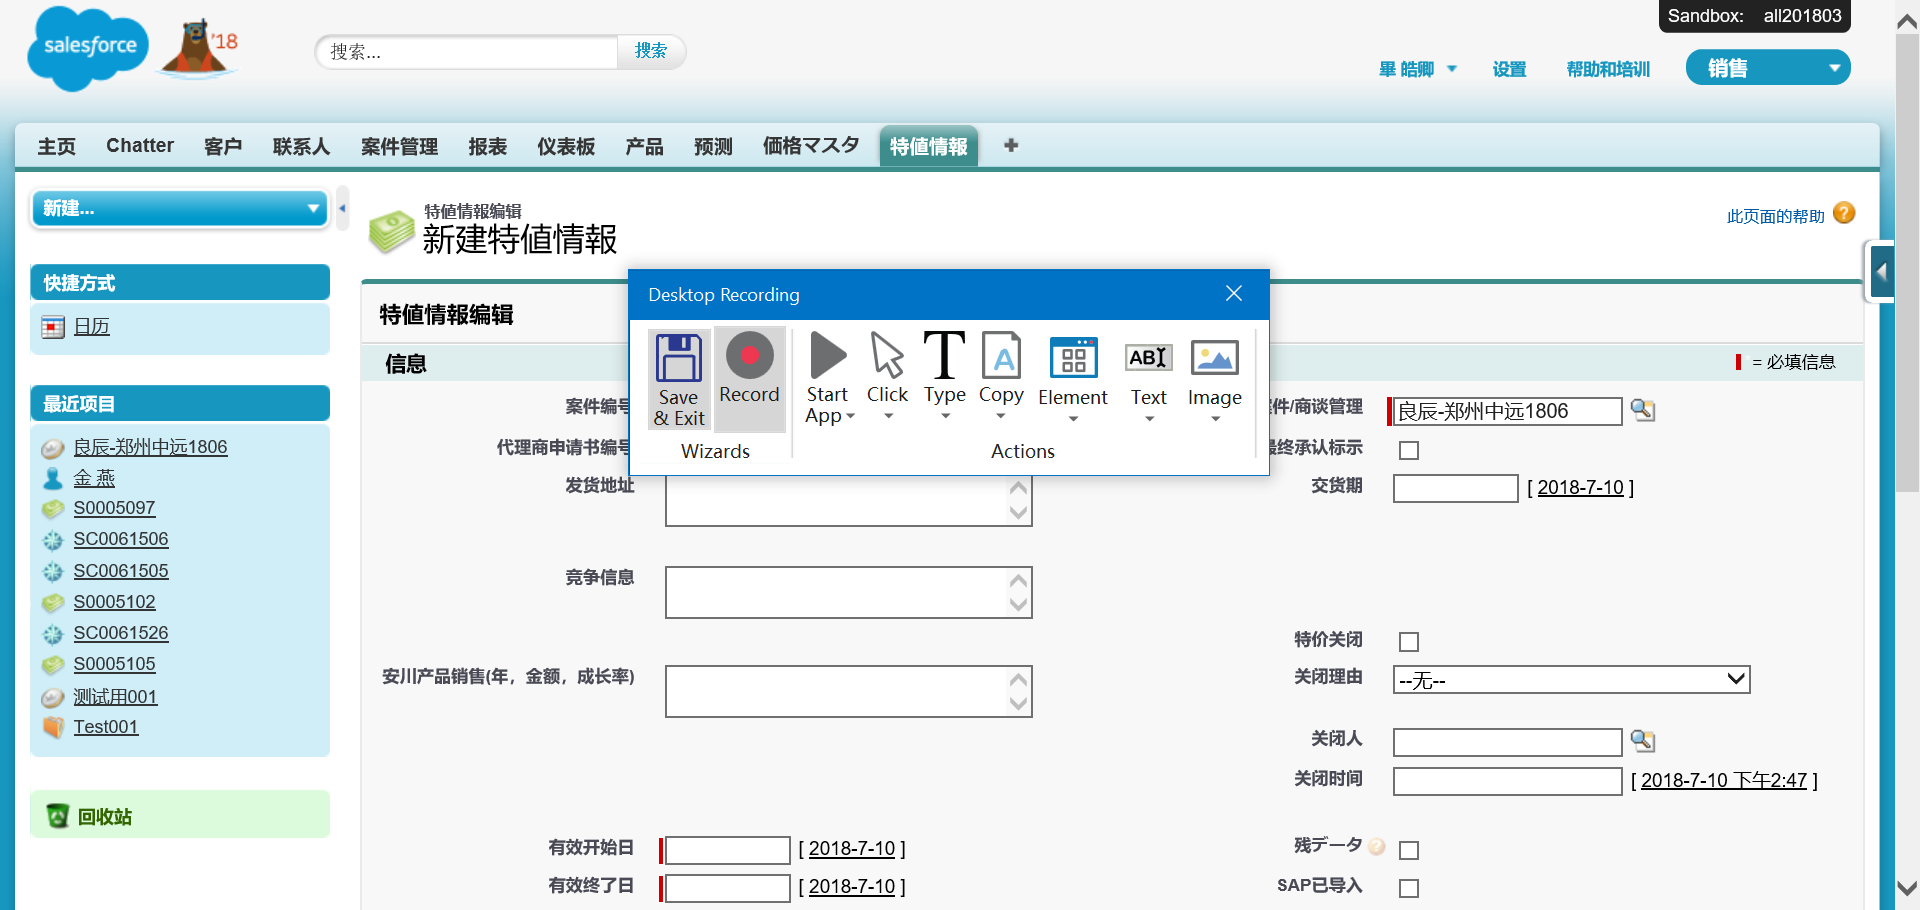 Sandbox: all201803
salesforce
'18
搜索...
搜索
畢 皓卿
设置
帮助和培训
销售
主页 Chatter 客户 联系人 案件管理 报表 仪表板 产品 预测 価格マスタ 特値情報
新建...
快捷方式
日历
最近项目
良辰-郑州中远1806
金 燕
S0005097
SC0061506
SC0061505
S0005102
SC0061526
S0005105
测试用001
Test001
回收站
特値情報编辑
新建特値情報
此页面的帮助
特値情報编辑
信息
= 必填信息
Desktop Recording
Save & Exit
Record
Wizards
Start App
Click
Type
Copy
Element
Text
Image
Actions
案件编号
件/商谈管理 良辰-郑州中远1806
代理商申请书编号
最终承认标示
发货地址
交货期 [ 2018-7-10 ]
竞争信息
特价关闭
安川产品销售(年，金额，成长率)
关闭理由 --无--
关闭人
关闭时间 [ 2018-7-10 下午2:47 ]
有效开始日 [ 2018-7-10 ]
残データ
有效终了日 [ 2018-7-10 ]
SAP已导入